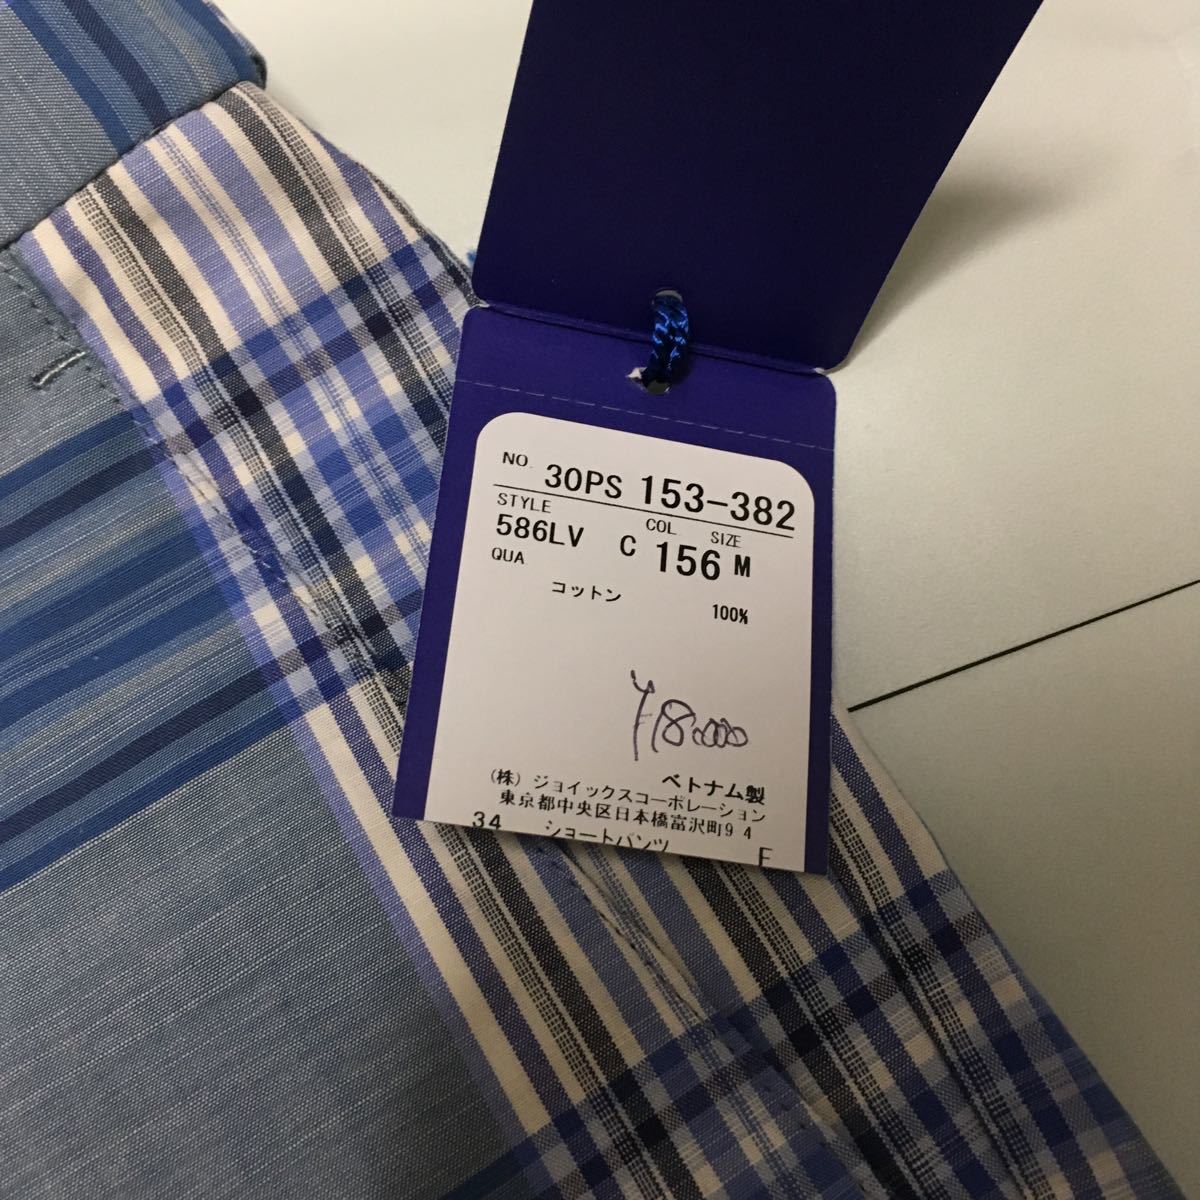 NO. 30PS 153-382
STYLE COL SIZE
586LV C 156 M
QUA
コットン 100%
¥18,000
ベトナム製
(株) ジョイックスコーポレーション
東京都中央区日本橋富沢町9 4
34 ショートパンツ F